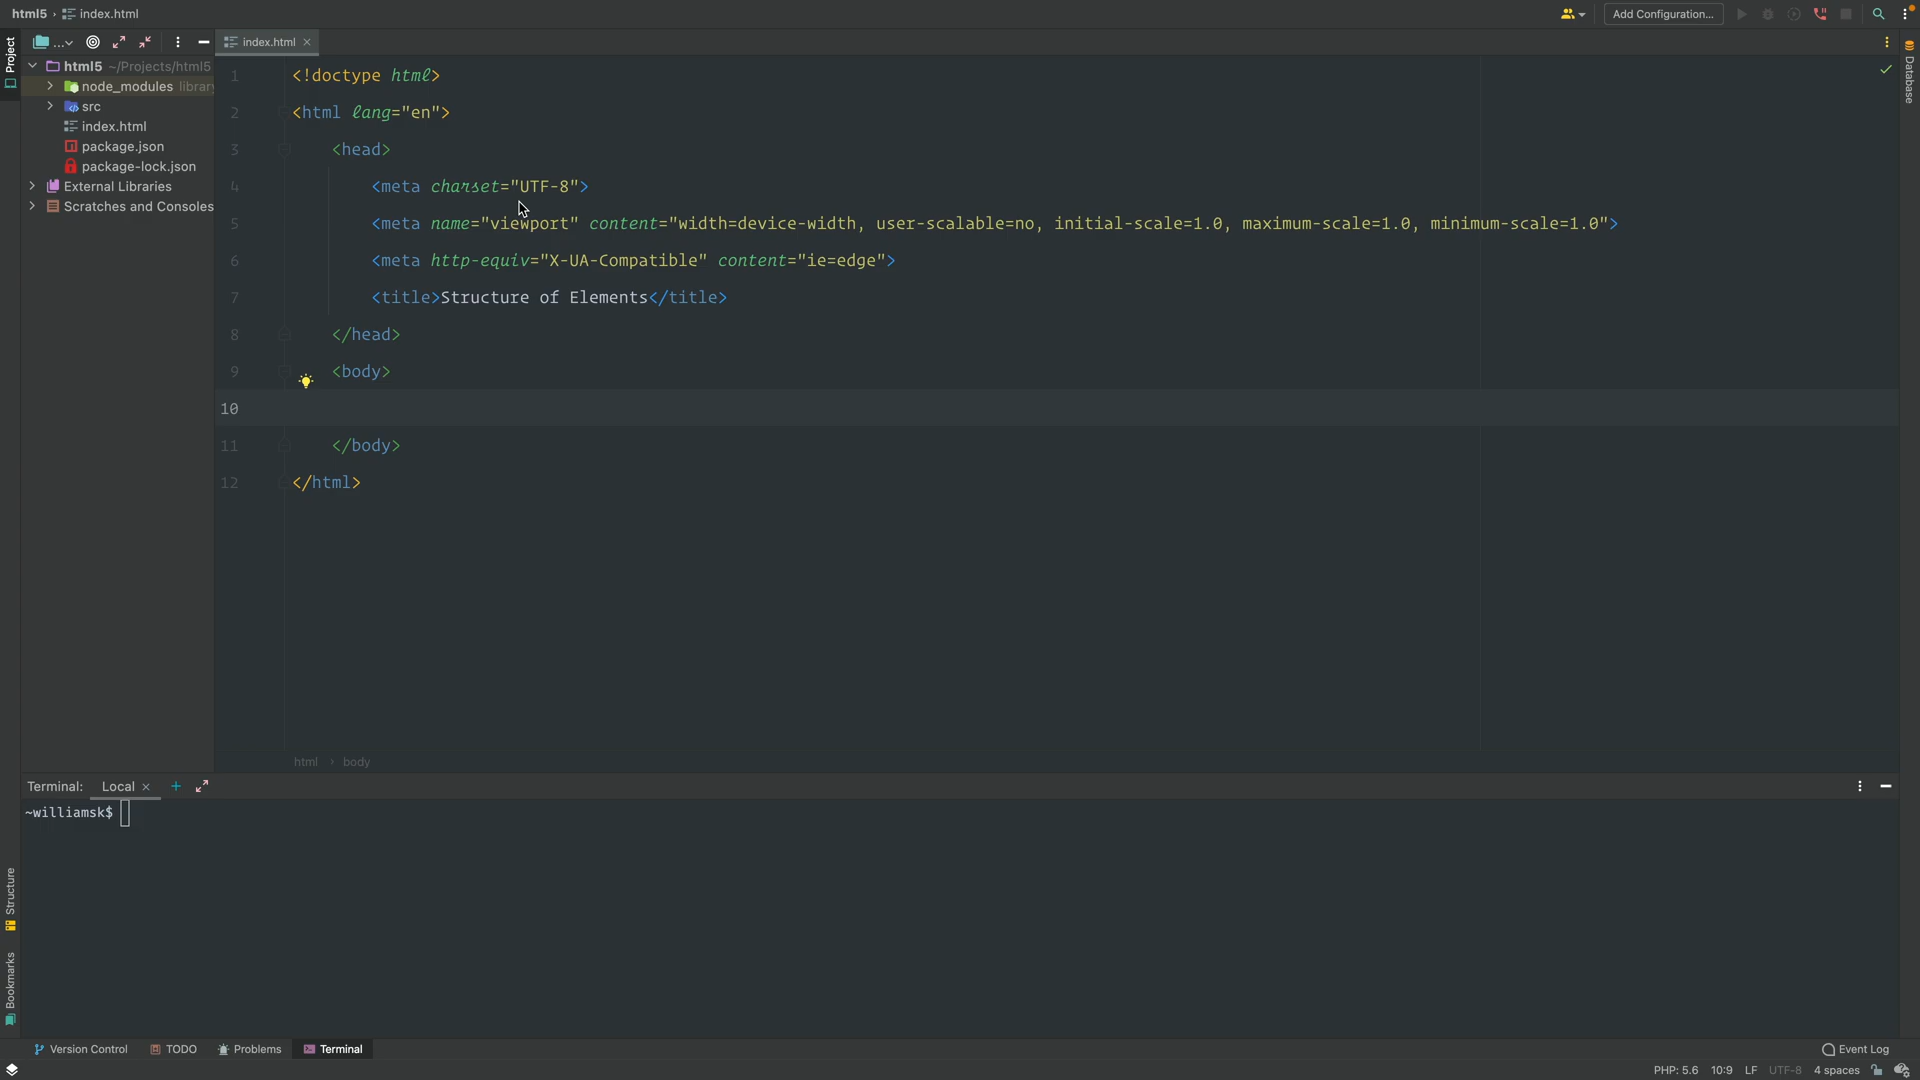 html5 › index.html
Add Configuration...
Project
...
index.html
html5 ~/Projects/html5
node_modules library
src
index.html
package.json
package-lock.json
External Libraries
Scratches and Consoles
1 <!doctype html>
2 <html lang="en">
3 <head>
4 <meta charset="UTF-8">
5 <meta name="viewport" content="width=device-width, user-scalable=no, initial-scale=1.0, maximum-scale=1.0, minimum-scale=1.0">
6 <meta http-equiv="X-UA-Compatible" content="ie=edge">
7 <title>Structure of Elements</title>
8 </head>
9 <body>
10
11 </body>
12 </html>
html › body
Database
Terminal: Local
~williamsk$
Structure
Bookmarks
Version Control TODO Problems Terminal
Event Log
PHP: 5.6 10:9 LF UTF-8 4 spaces